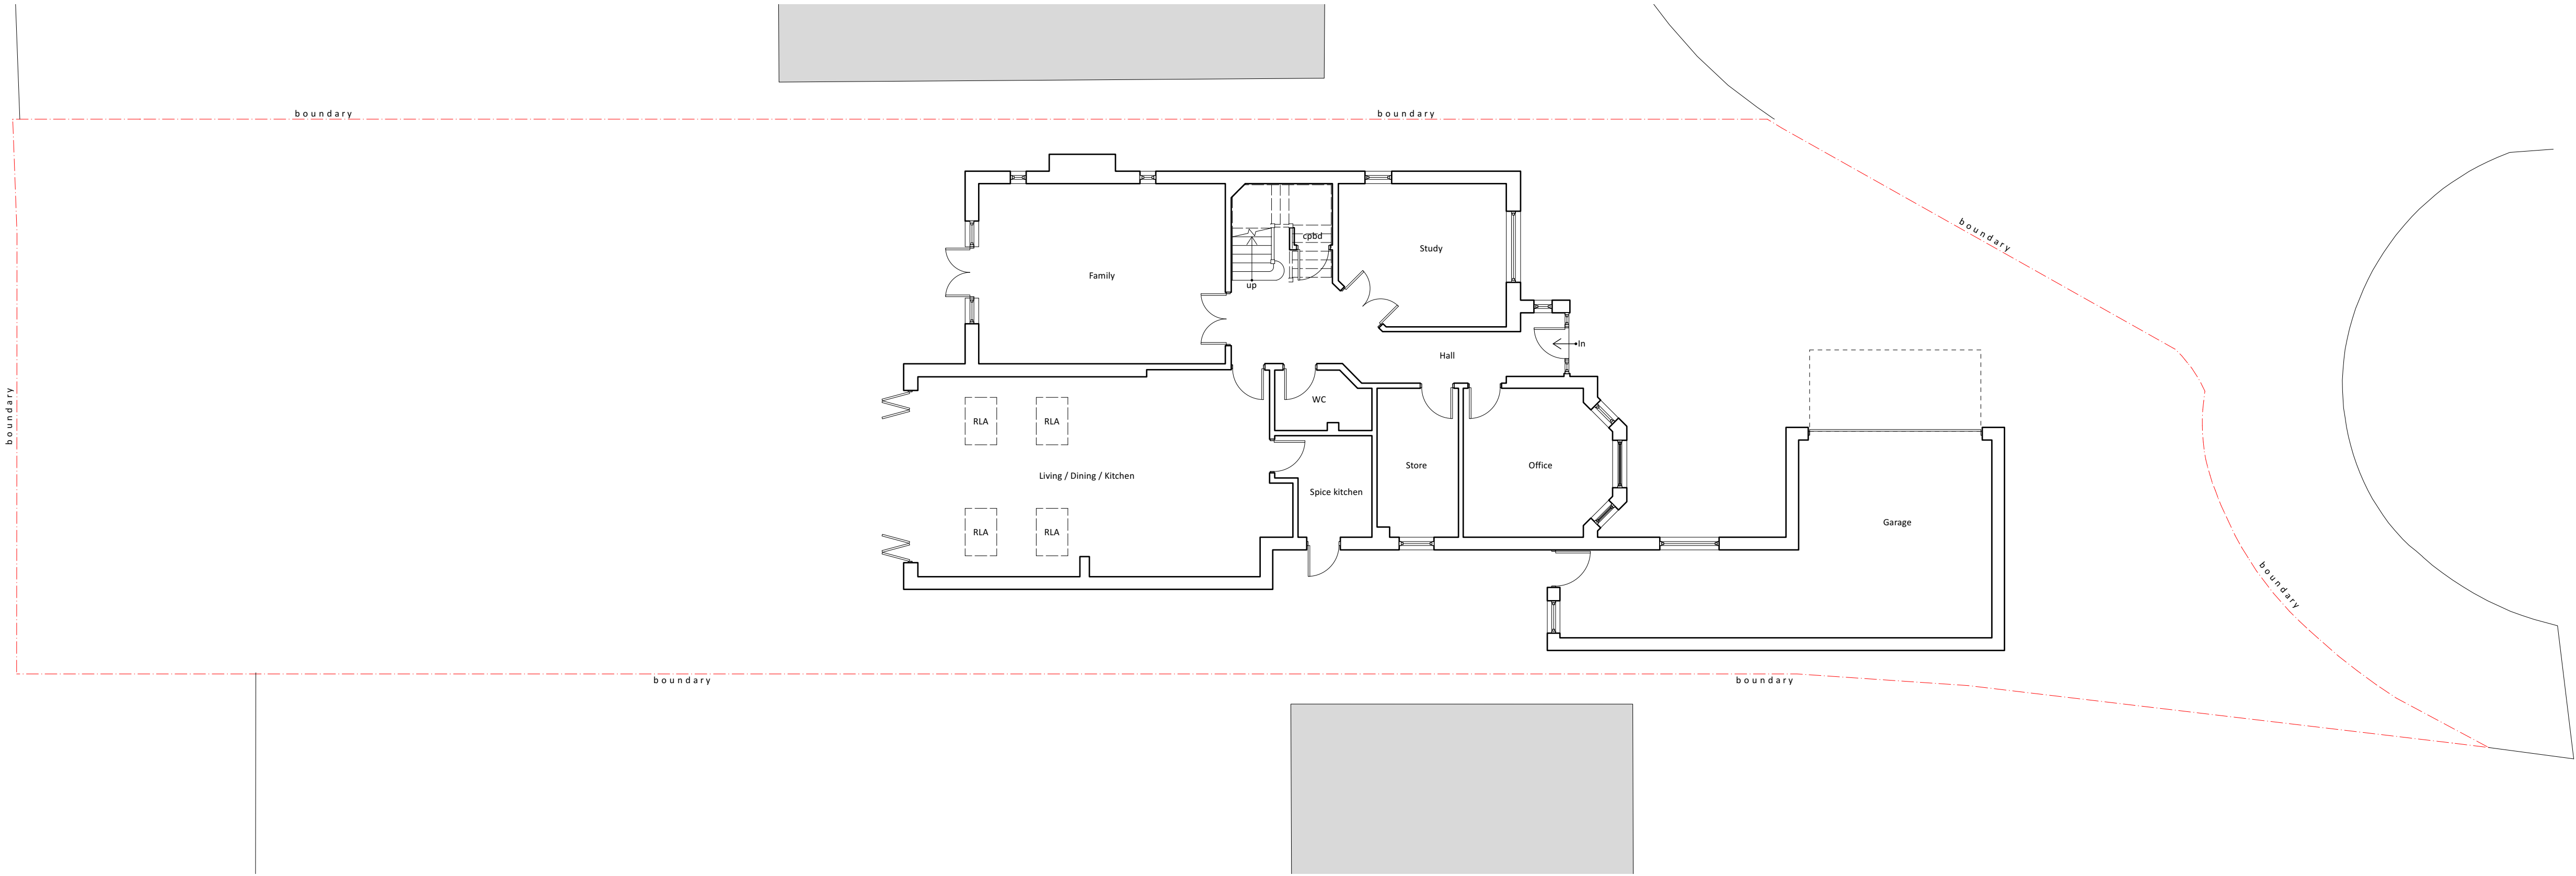 boundary
boundary
boundary
cpbd
Study
Family
up
In
Hall
boundary
WC
RLA
RLA
Store
Office
Living / Dining / Kitchen
Spice kitchen
Garage
RLA
RLA
boundary
boundary
boundary